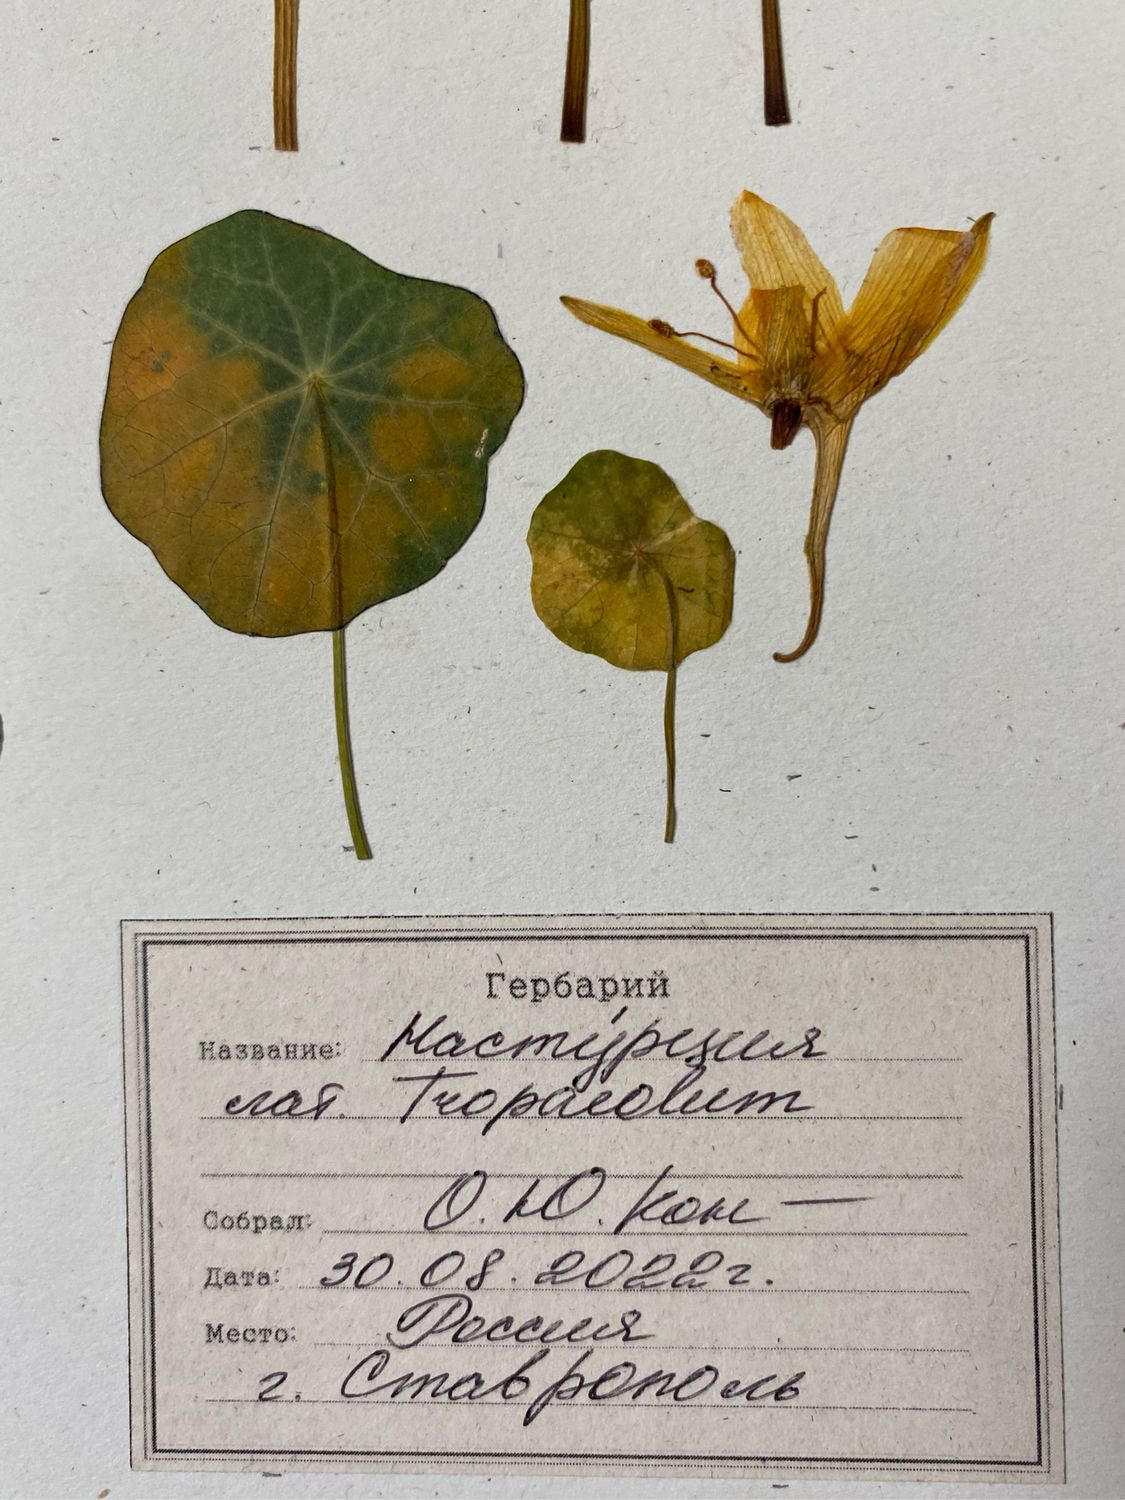 Гербарий
Название: Настурция
лат. Tropaeolum
Собрал: О.Ю. Кон —
Дата: 30.08.2022г.
Место: Россия
г. Ставрополь